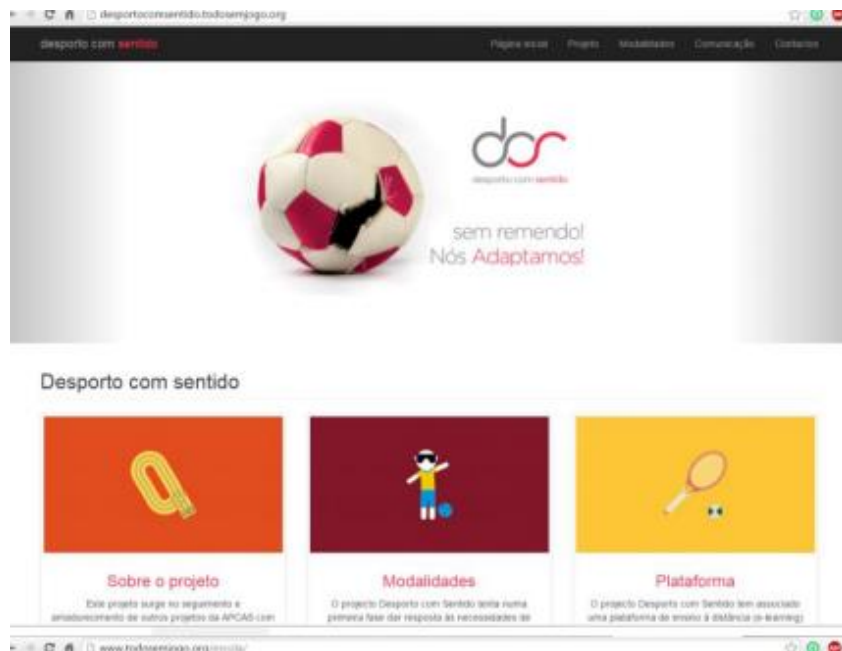 desportocomsentido.todosemjogo.org
desporto com sentido
Página inicial Projeto Modalidades Comunicação Contactos
dcs
desporto com sentido
sem remendo!
Nós Adaptamos!
Desporto com sentido
Sobre o projeto
Este projeto surge no seguimento e
amadurecimento de outros projetos da APCAS com
Modalidades
O projecto Desporto com Sentido tenta numa
primeira fase dar resposta às necessidades de
Plataforma
O projecto Desporto com Sentido tem associado
uma plataforma de ensino à distância (e-learning)
www.todosemjogo.org/